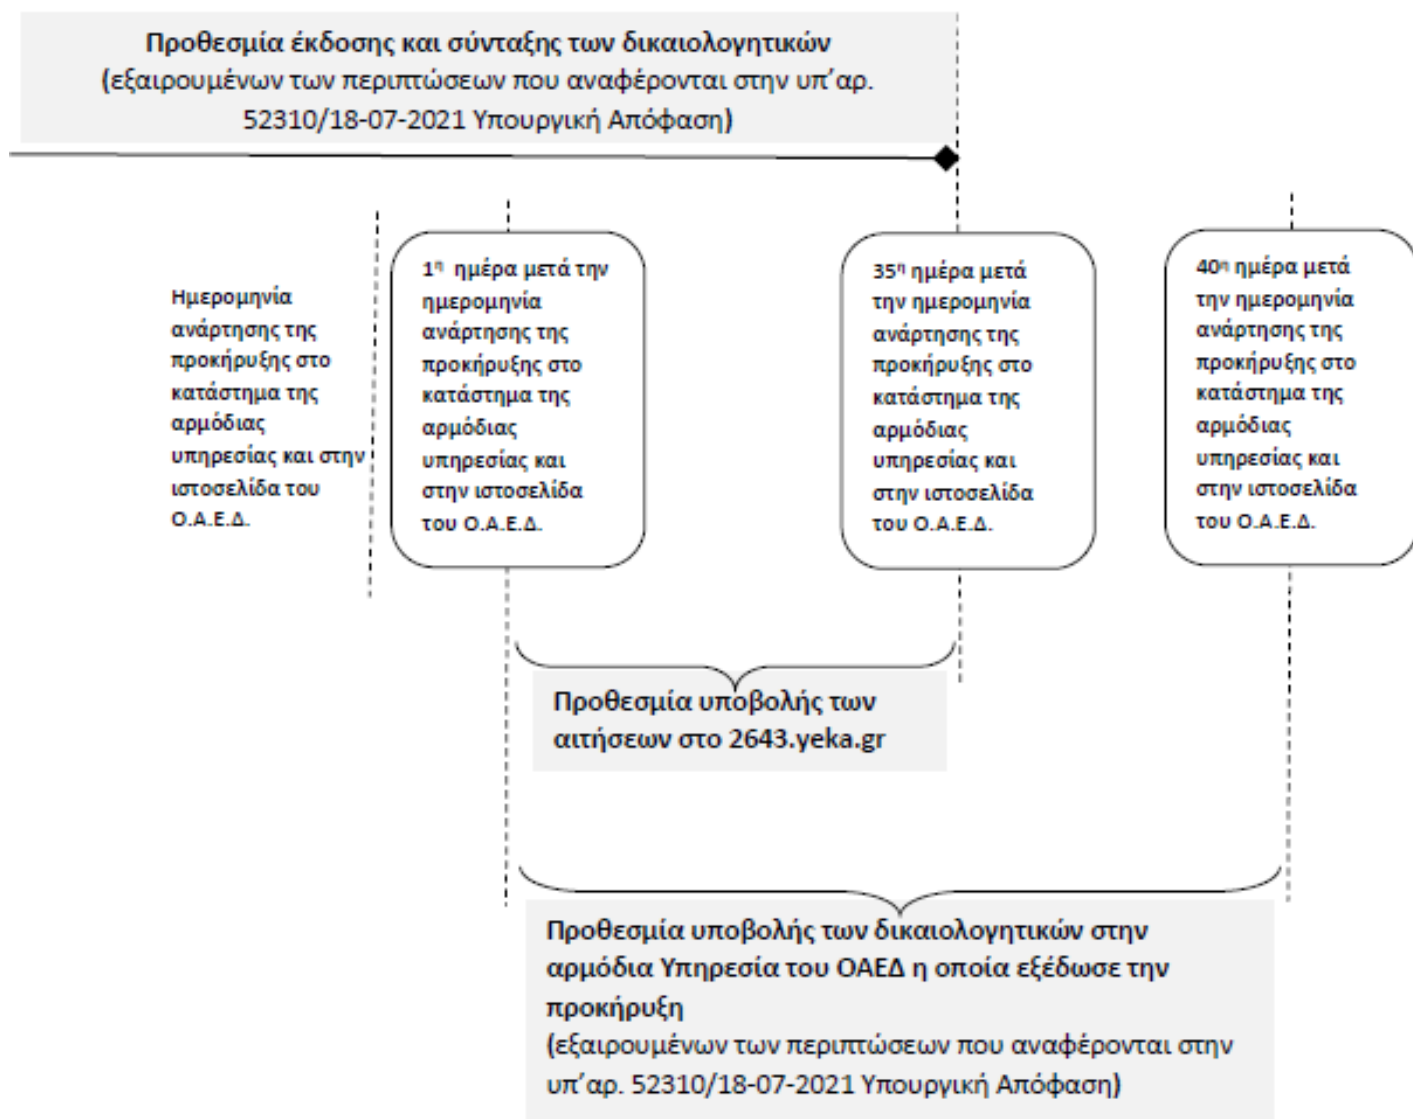 Προθεσμία έκδοσης και σύνταξης των δικαιολογητικών
(εξαιρουμένων των περιπτώσεων που αναφέρονται στην υπ΄αρ.
52310/18-07-2021 Υπουργική Απόφαση)
Ημερομηνία
ανάρτησης της
προκήρυξης στο
κατάστημα της
αρμόδιας
υπηρεσίας και στην
ιστοσελίδα του
Ο.Α.Ε.Δ.
1η ημέρα μετά την
ημερομηνία
ανάρτησης της
προκήρυξης στο
κατάστημα της
αρμόδιας
υπηρεσίας και
στην ιστοσελίδα
του Ο.Α.Ε.Δ.
35η ημέρα μετά
την ημερομηνία
ανάρτησης της
προκήρυξης στο
κατάστημα της
αρμόδιας
υπηρεσίας και
στην ιστοσελίδα
του Ο.Α.Ε.Δ.
40η ημέρα μετά
την ημερομηνία
ανάρτησης της
προκήρυξης στο
κατάστημα της
αρμόδιας
υπηρεσίας και
στην ιστοσελίδα
του Ο.Α.Ε.Δ.
Προθεσμία υποβολής των
αιτήσεων στο 2643.yeka.gr
Προθεσμία υποβολής των δικαιολογητικών στην
αρμόδια Υπηρεσία του ΟΑΕΔ η οποία εξέδωσε την
προκήρυξη
(εξαιρουμένων των περιπτώσεων που αναφέρονται στην
υπ΄αρ. 52310/18-07-2021 Υπουργική Απόφαση)